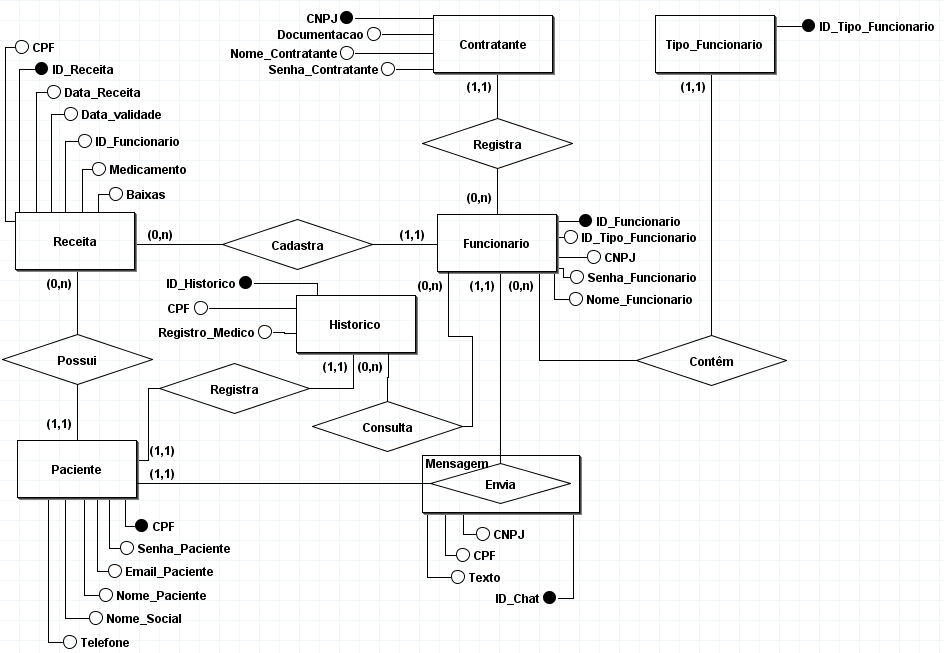 CNPJ
Documentacao
Nome_Contratante
Senha_Contratante
Contratante
(1,1)
Tipo_Funcionario
ID_Tipo_Funcionario
(1,1)
CPF
ID_Receita
Data_Receita
Data_validade
ID_Funcionario
Medicamento
Baixas
Registra
(0,n)
Receita
(0,n)
Cadastra
(1,1)
Funcionario
ID_Funcionario
ID_Tipo_Funcionario
CNPJ
Senha_Funcionario
Nome_Funcionario
(0,n)
(0,n)
(1,1)
(0,n)
ID_Historico
CPF
Registro_Medico
Historico
(1,1)
(0,n)
Possui
Contém
Registra
Consulta
(1,1)
(1,1)
(1,1)
Paciente
Mensagem
Envia
CPF
Senha_Paciente
Email_Paciente
Nome_Paciente
Nome_Social
Telefone
CNPJ
CPF
Texto
ID_Chat